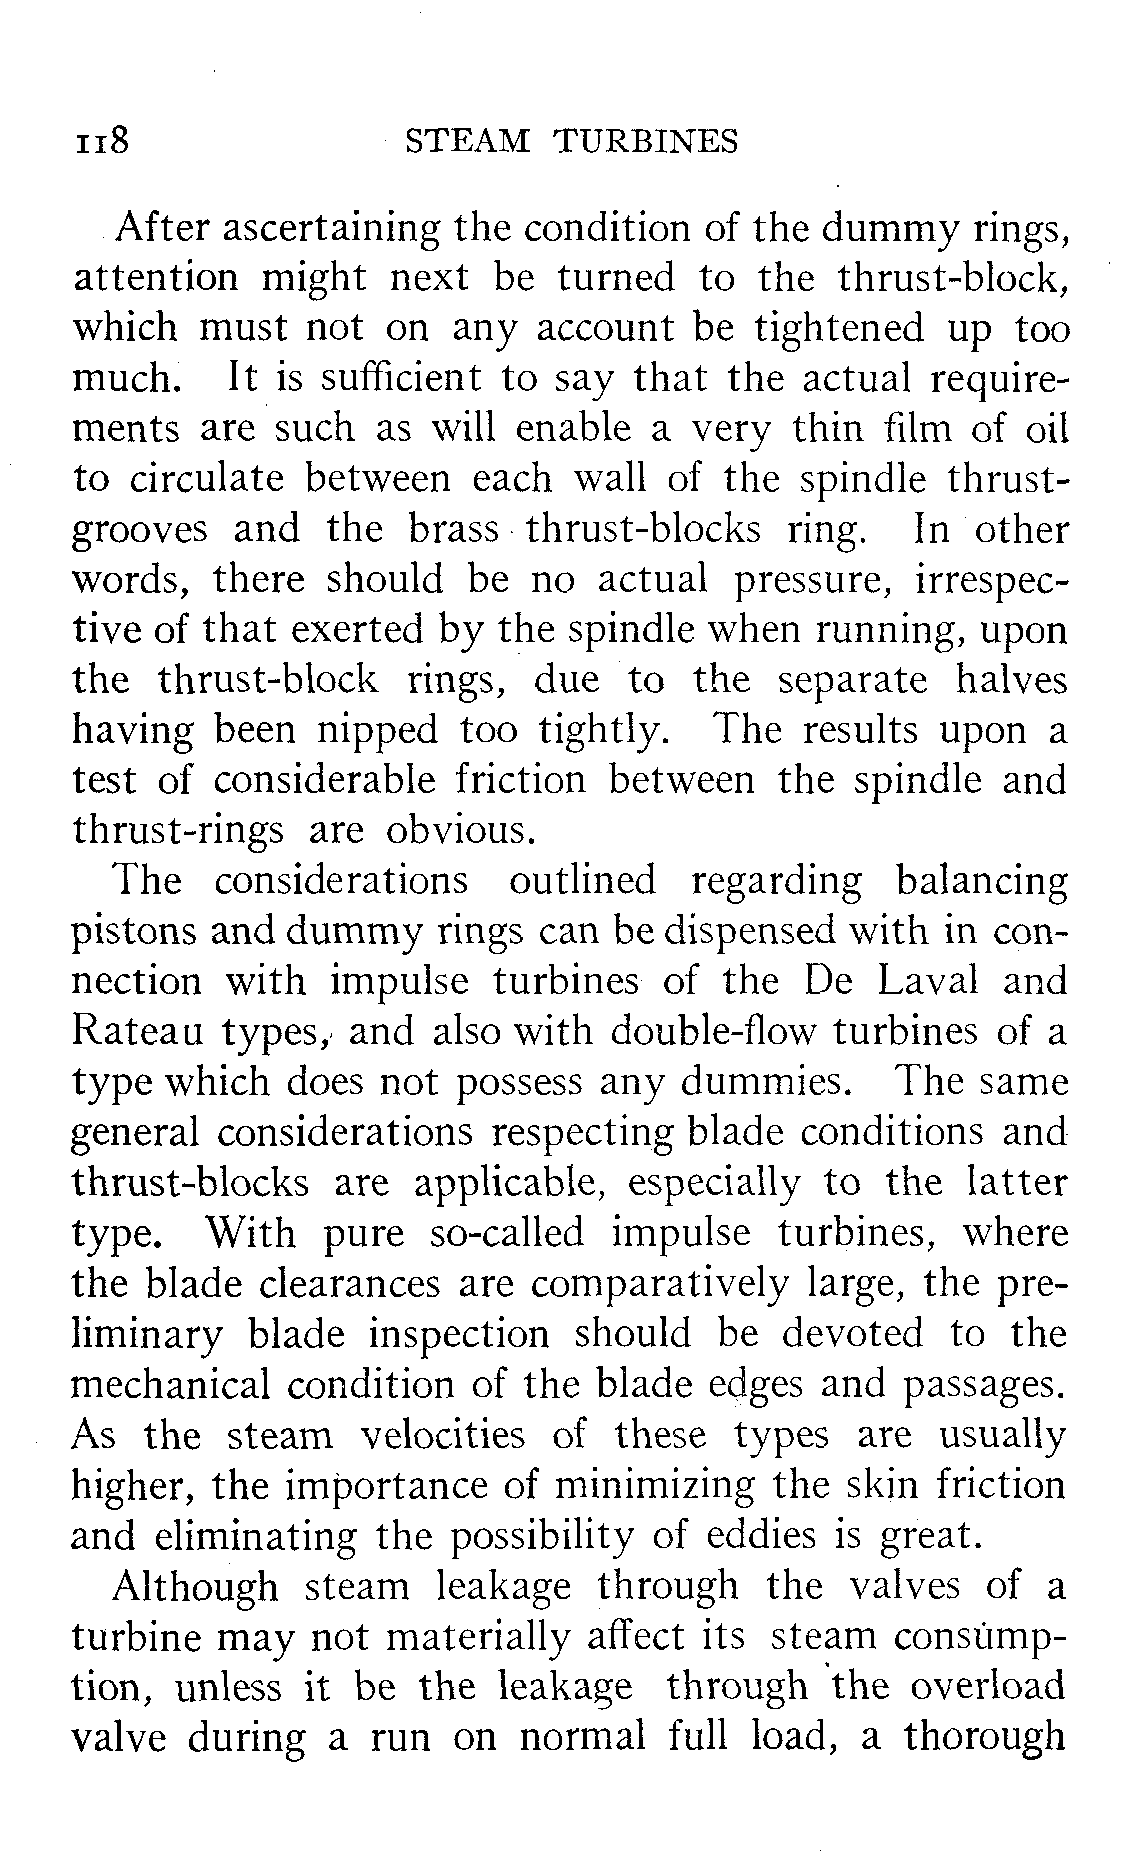 118 STEAM TURBINES
After ascertaining the condition of the dummy rings,
attention might next be turned to the thrust-block,
which must not on any account be tightened up too
much. It is sufficient to say that the actual require-
ments are such as will enable a very thin film of oil
to circulate between each wall of the spindle thrust-
grooves and the brass thrust-blocks ring. In other
words, there should be no actual pressure, irrespec-
tive of that exerted by the spindle when running, upon
the thrust-block rings, due to the separate halves
having been nipped too tightly. The results upon a
test of considerable friction between the spindle and
thrust-rings are obvious.
The considerations outlined regarding balancing
pistons and dummy rings can be dispensed with in con-
nection with impulse turbines of the De Laval and
Rateau types, and also with double-flow turbines of a
type which does not possess any dummies. The same
general considerations respecting blade conditions and
thrust-blocks are applicable, especially to the latter
type. With pure so-called impulse turbines, where
the blade clearances are comparatively large, the pre-
liminary blade inspection should be devoted to the
mechanical condition of the blade edges and passages.
As the steam velocities of these types are usually
higher, the importance of minimizing the skin friction
and eliminating the possibility of eddies is great.
Although steam leakage through the valves of a
turbine may not materially affect its steam consump-
tion, unless it be the leakage through the overload
valve during a run on normal full load, a thorough